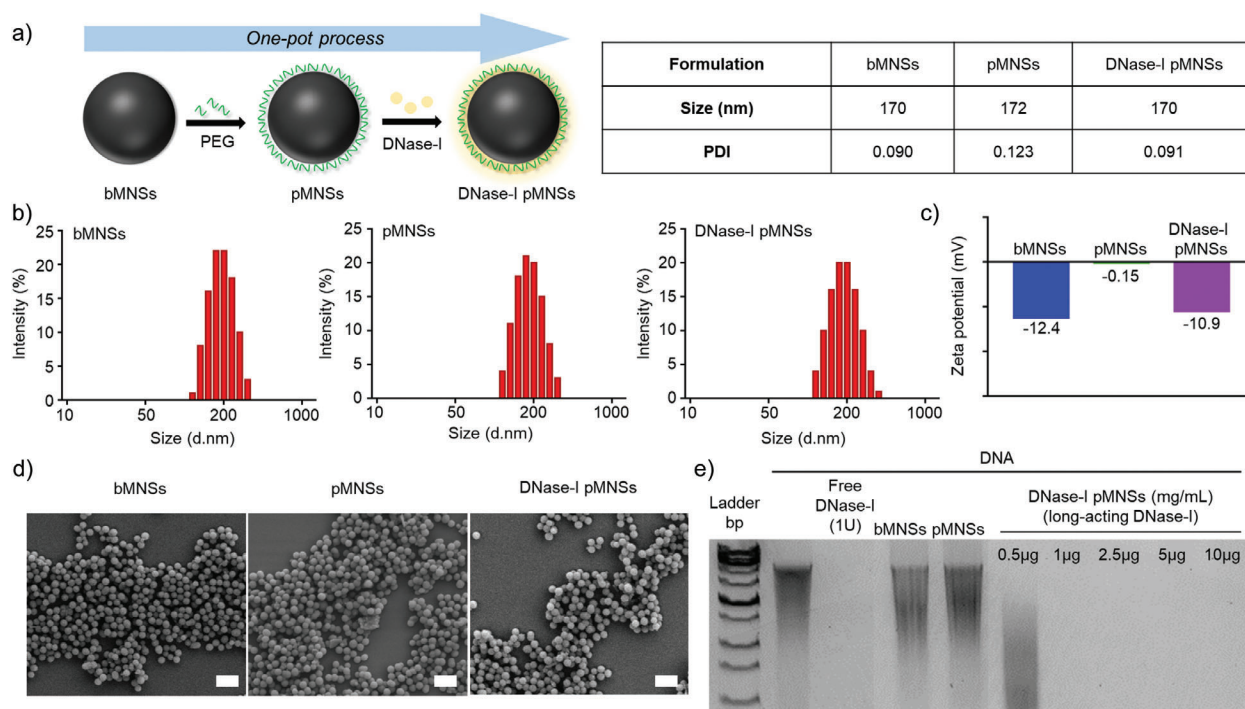 a)
One-pot process
PEG
DNase-I
bMNSs
pMNSs
DNase-I pMNSs
Formulation bMNSs pMNSs DNase-I pMNSs
Size (nm) 170 172 170
PDI 0.090 0.123 0.091
b)
bMNSs
25
20
15
10
5
0
Intensity (%)
10 50 200 1000
Size (d.nm)
pMNSs
25
20
15
10
5
0
Intensity (%)
10 50 200 1000
Size (d.nm)
DNase-I pMNSs
25
20
15
10
5
0
Intensity (%)
10 50 200 1000
Size (d.nm)
c)
Zeta potential (mV)
bMNSs
pMNSs
DNase-I
pMNSs
-12.4
-0.15
-10.9
d)
bMNSs
pMNSs
DNase-I pMNSs
e)
DNA
Ladder
bp
Free
DNase-I
(1U)
bMNSs pMNSs
DNase-I pMNSs (mg/mL)
(long-acting DNase-I)
0.5µg 1µg 2.5µg 5µg 10µg